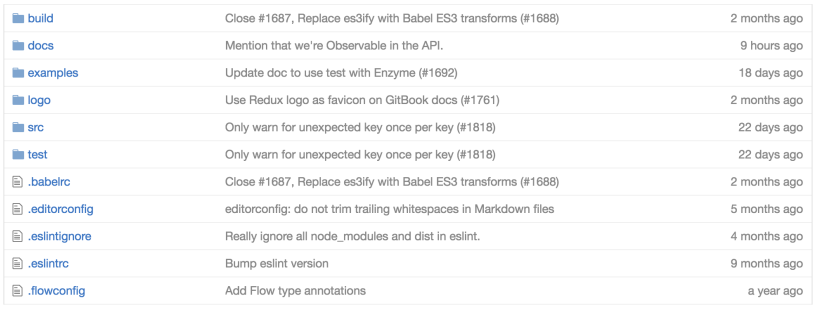 build Close #1687, Replace es3ify with Babel ES3 transforms (#1688) 2 months ago
docs Mention that we're Observable in the API. 9 hours ago
examples Update doc to use test with Enzyme (#1692) 18 days ago
logo Use Redux logo as favicon on GitBook docs (#1761) 2 months ago
src Only warn for unexpected key once per key (#1818) 22 days ago
test Only warn for unexpected key once per key (#1818) 22 days ago
.babelrc Close #1687, Replace es3ify with Babel ES3 transforms (#1688) 2 months ago
.editorconfig editorconfig: do not trim trailing whitespaces in Markdown files 5 months ago
.eslintignore Really ignore all node_modules and dist in eslint. 4 months ago
.eslintrc Bump eslint version 9 months ago
.flowconfig Add Flow type annotations a year ago